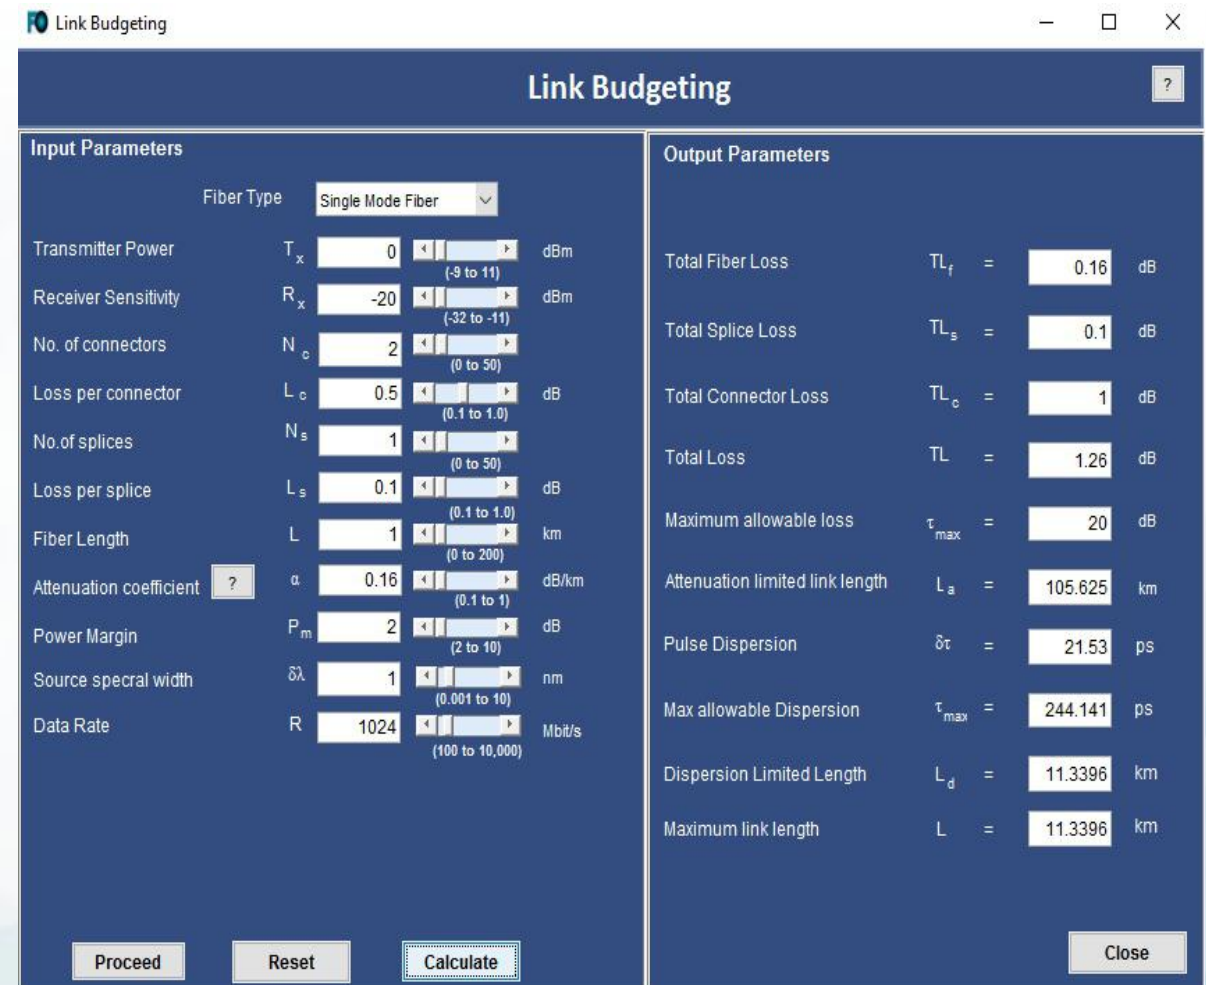 Link Budgeting
Link Budgeting ?
Input Parameters
Fiber Type Single Mode Fiber
Transmitter Power Tx 0 dBm
(-9 to 11)
Receiver Sensitivity Rx -20 dBm
(-32 to -11)
No. of connectors N c 2
(0 to 50)
Loss per connector L c 0.5 dB
(0.1 to 1.0)
No.of splices N s 1
(0 to 50)
Loss per splice L s 0.1 dB
(0.1 to 1.0)
Fiber Length L 1 km
(0 to 200)
Attenuation coefficient ? α 0.16 dB/km
(0.1 to 1)
Power Margin Pm 2 dB
(2 to 10)
Source specral width δλ 1 nm
(0.001 to 10)
Data Rate R 1024 Mbit/s
(100 to 10,000)
Proceed Reset Calculate
Output Parameters
Total Fiber Loss TLf = 0.16 dB
Total Splice Loss TLs = 0.1 dB
Total Connector Loss TLc = 1 dB
Total Loss TL = 1.26 dB
Maximum allowable loss τmax = 20 dB
Attenuation limited link length La = 105.625 km
Pulse Dispersion δτ = 21.53 ps
Max allowable Dispersion τmax = 244.141 ps
Dispersion Limited Length Ld = 11.3396 km
Maximum link length L = 11.3396 km
Close